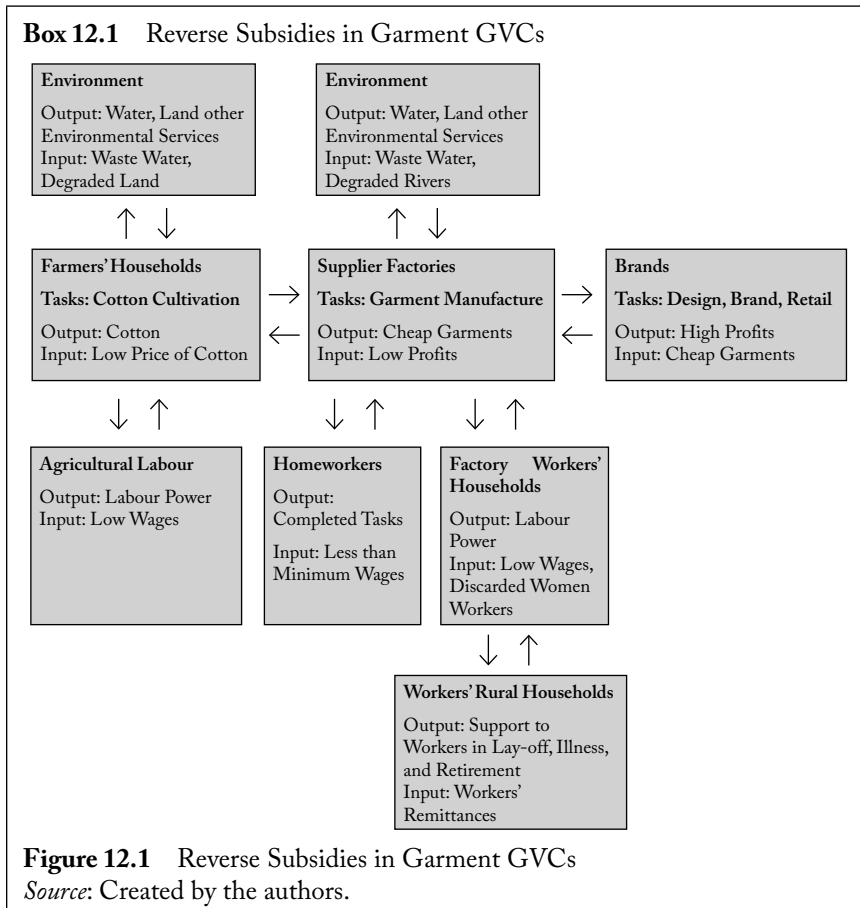 Box 12.1 Reverse Subsidies in Garment GVCs
Environment
Output: Water, Land other
Environmental Services
Input: Waste Water,
Degraded Land
Environment
Output: Water, Land other
Environmental Services
Input: Waste Water,
Degraded Rivers
Farmers' Households
Tasks: Cotton Cultivation
Output: Cotton
Input: Low Price of Cotton
Supplier Factories
Tasks: Garment Manufacture
Output: Cheap Garments
Input: Low Profits
Brands
Tasks: Design, Brand, Retail
Output: High Profits
Input: Cheap Garments
Agricultural Labour
Output: Labour Power
Input: Low Wages
Homeworkers
Output:
Completed Tasks
Input: Less than
Minimum Wages
Factory Workers'
Households
Output: Labour
Power
Input: Low Wages,
Discarded Women
Workers
Workers' Rural Households
Output: Support to
Workers in Lay-off, Illness,
and Retirement
Input: Workers'
Remittances
Figure 12.1 Reverse Subsidies in Garment GVCs
Source: Created by the authors.